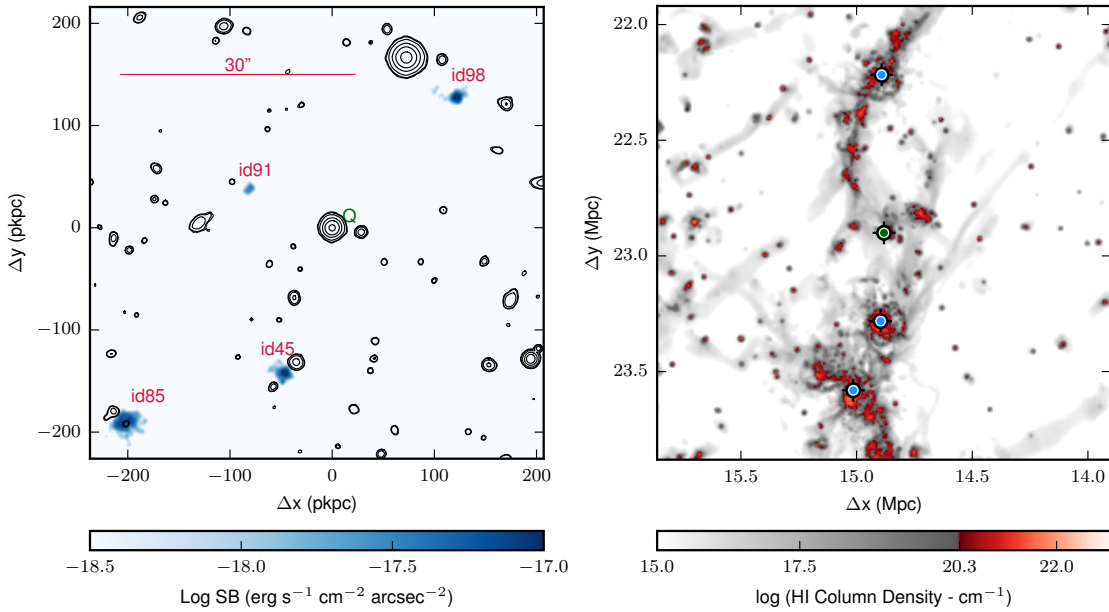 200
100
0
−100
−200
Δy (pkpc)
30”
id98
id91
Q
id45
id85
−200
−100
0
100
200
Δx (pkpc)
−18.5
−18.0
−17.5
−17.0
Log SB (erg s⁻¹ cm⁻² arcsec⁻²)
22.0
22.5
23.0
23.5
Δy (Mpc)
15.5
15.0
14.5
14.0
Δx (Mpc)
15.0
17.5
20.3
22.0
log (HI Column Density - cm⁻¹)